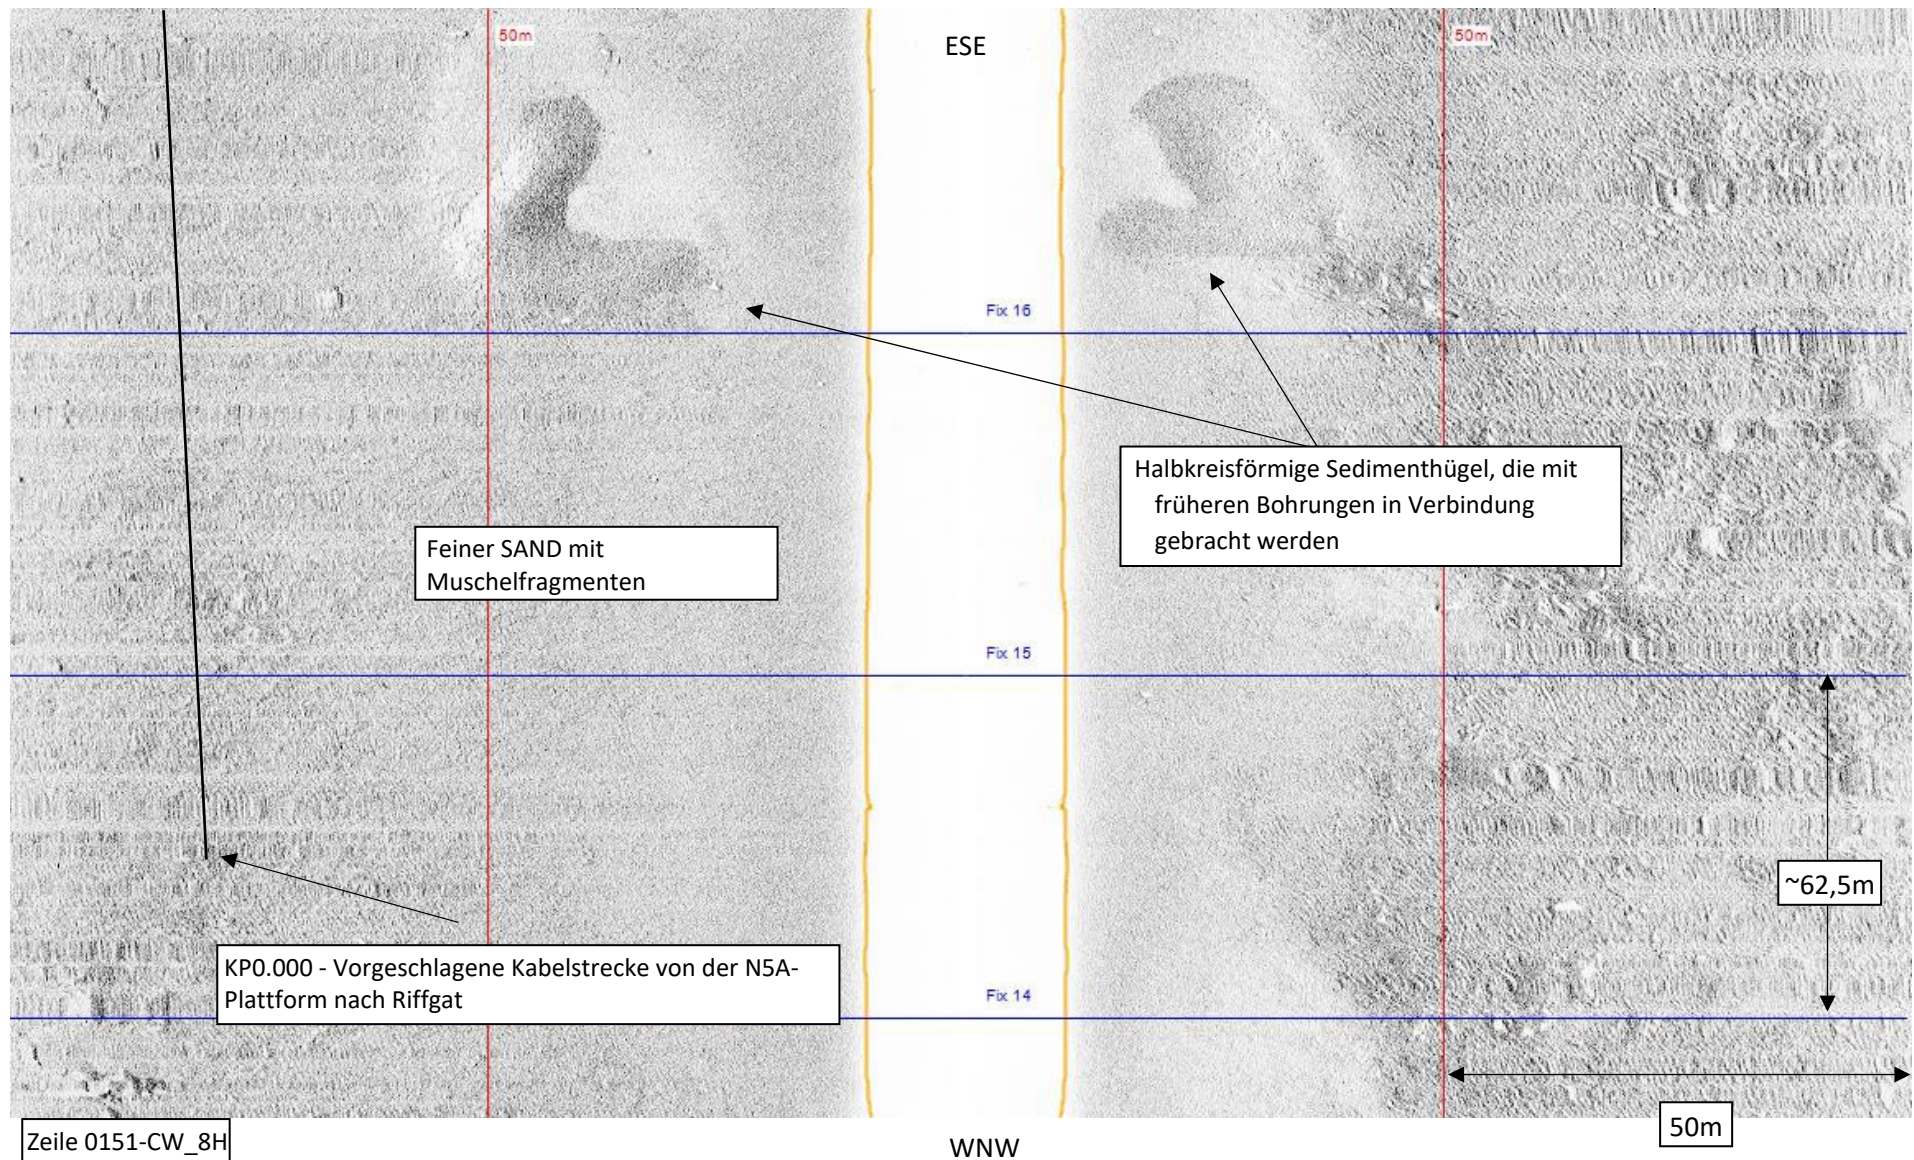 50m
ESE
50m
Fix 16
Halbkreisförmige Sedimenthügel, die mit
früheren Bohrungen in Verbindung
gebracht werden
Feiner SAND mit
Muschelfragmenten
Fix 15
~62,5m
KP0.000 - Vorgeschlagene Kabelstrecke von der N5A-
Plattform nach Riffgat
Fix 14
50m
Zeile 0151-CW_8H
WNW